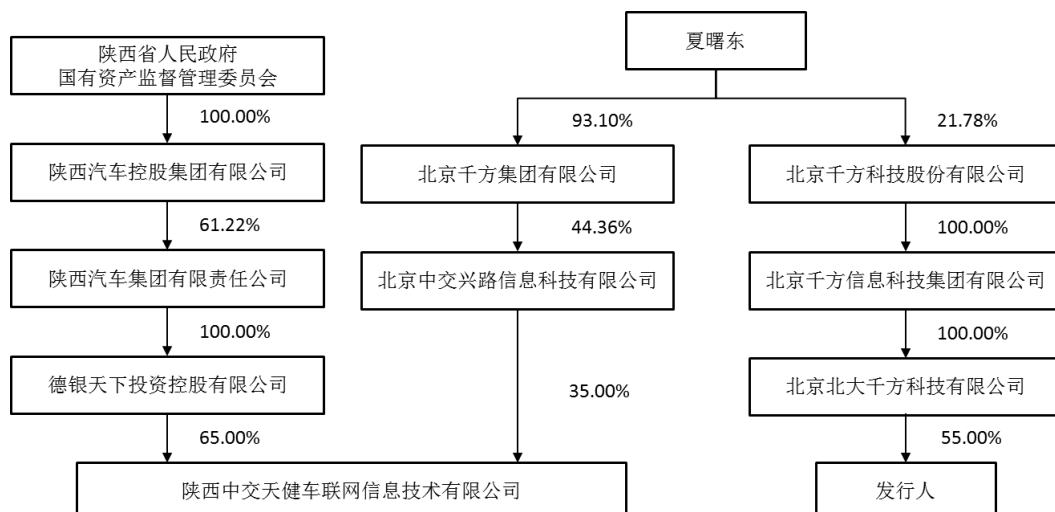 陕西省人民政府
国有资产监督管理委员会
夏曙东
100.00%
93.10%
21.78%
陕西汽车控股集团有限公司
北京千方集团有限公司
北京千方科技股份有限公司
61.22%
44.36%
100.00%
陕西汽车集团有限责任公司
北京中交兴路信息科技有限公司
北京千方信息科技集团有限公司
100.00%
100.00%
德银天下投资控股有限公司
35.00%
北京北大千方科技有限公司
65.00%
55.00%
陕西中交天健车联网信息技术有限公司
发行人